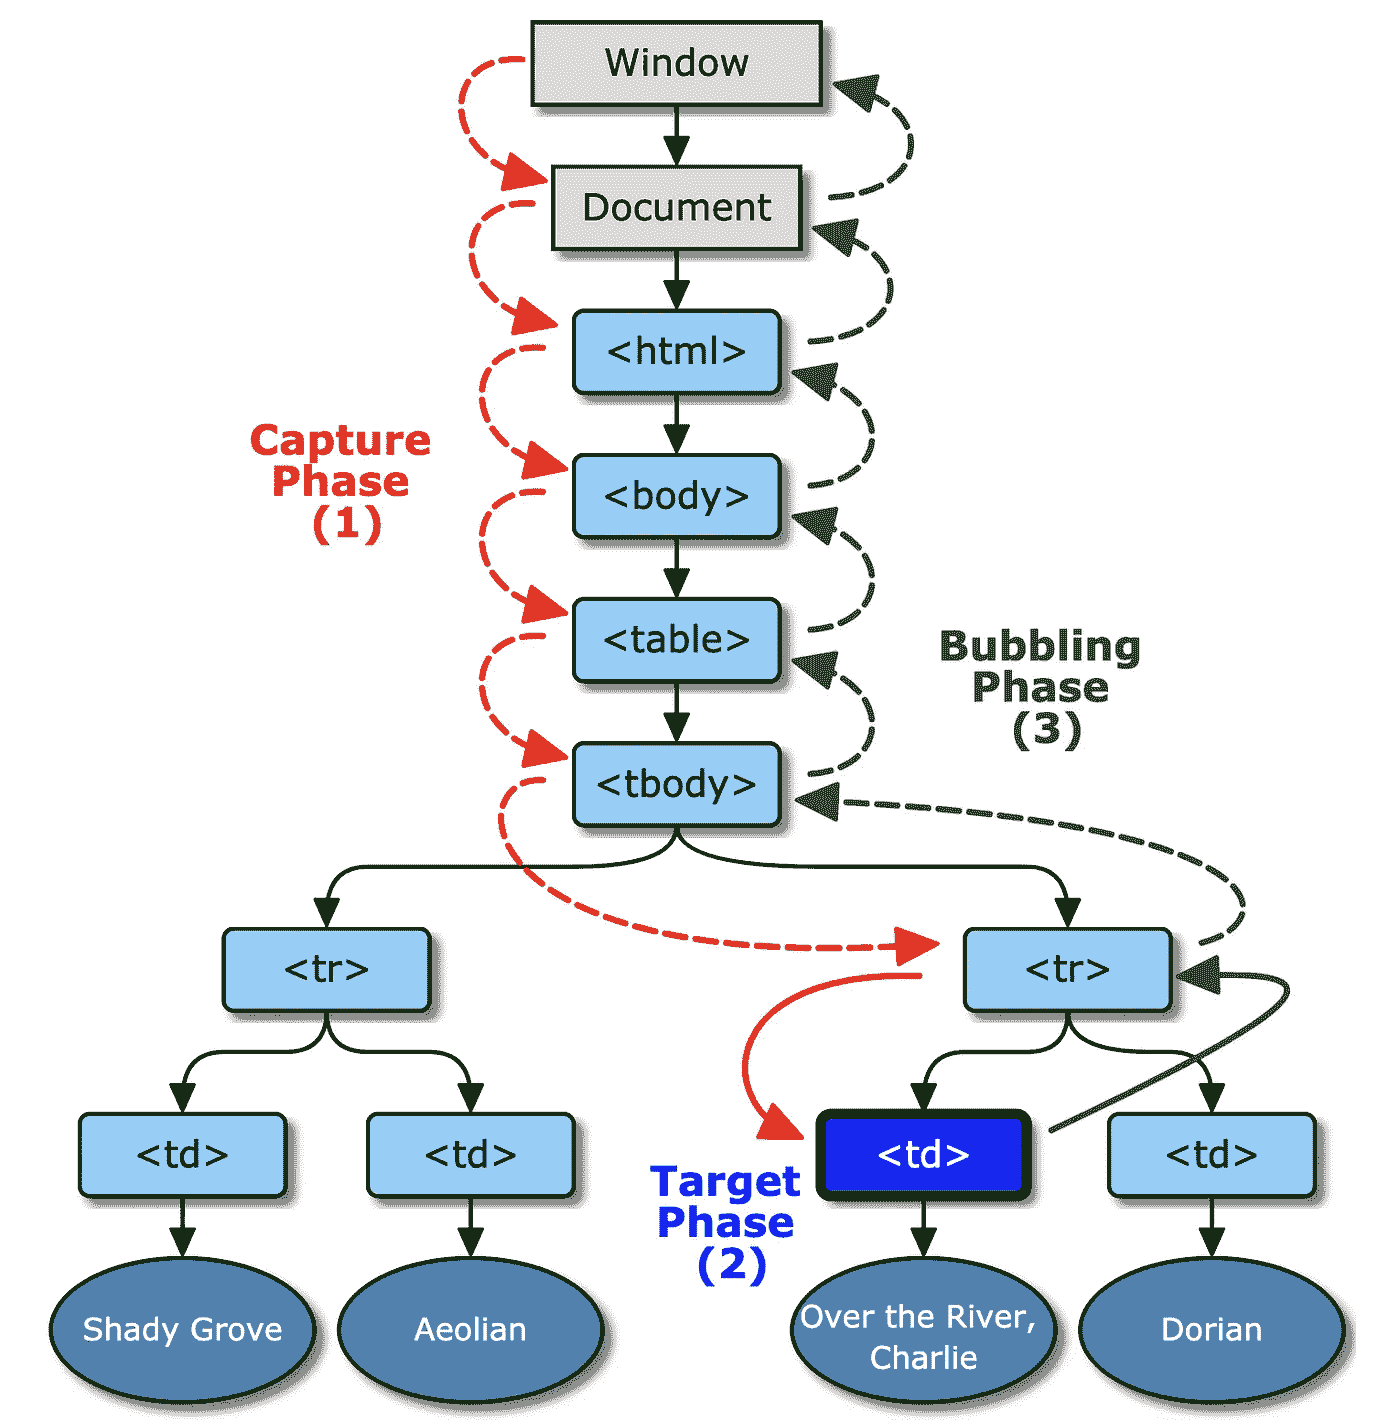 Window
Document
<html>
Capture
Phase
(1)
<body>
<table>
Bubbling
Phase
(3)
<tbody>
<tr>
<tr>
<td>
<td>
<td>
<td>
Target
Phase
(2)
Shady Grove
Aeolian
Over the River,
Charlie
Dorian